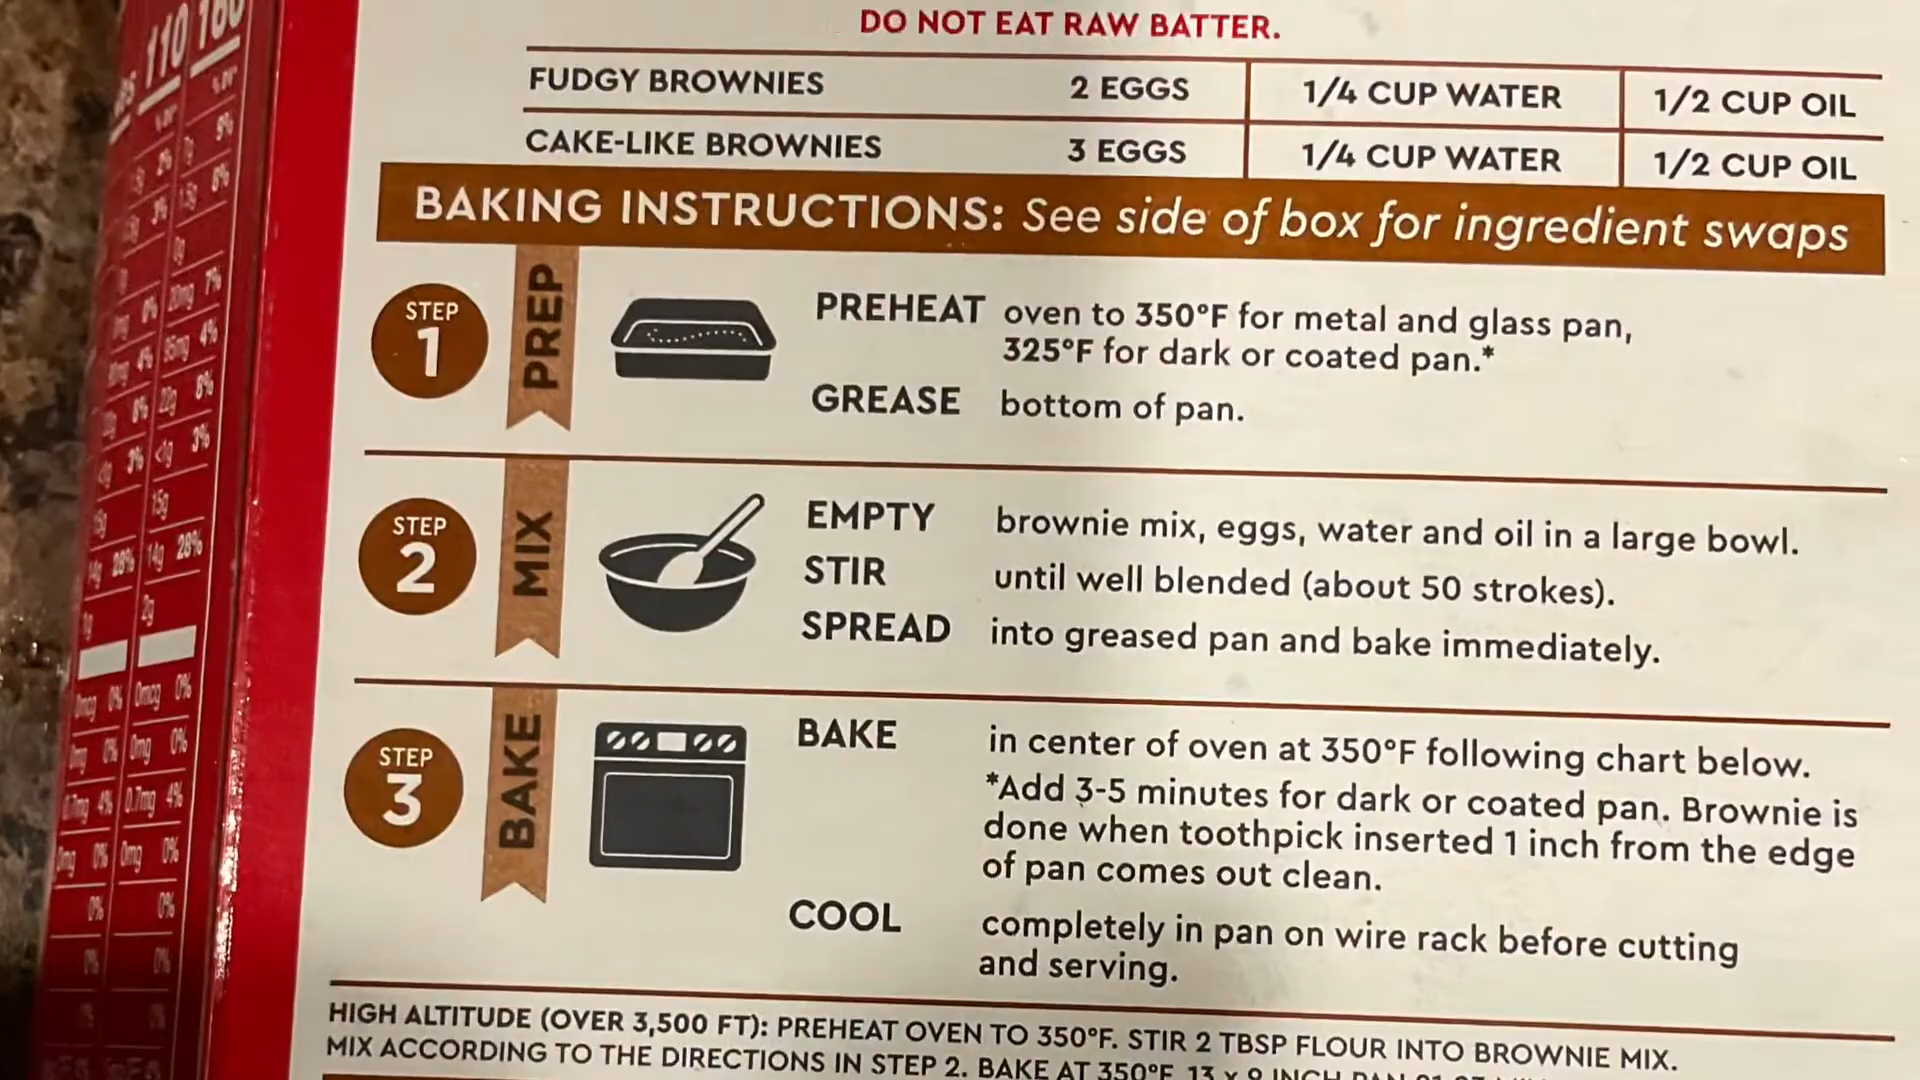 110 160
DO NOT EAT RAW BATTER.
FUDGY BROWNIES 2 EGGS 1/4 CUP WATER 1/2 CUP OIL
CAKE-LIKE BROWNIES 3 EGGS 1/4 CUP WATER 1/2 CUP OIL
BAKING INSTRUCTIONS: See side of box for ingredient swaps
STEP
1
PREP
PREHEAT oven to 350°F for metal and glass pan,
325°F for dark or coated pan.*
GREASE bottom of pan.
STEP
2
MIX
EMPTY brownie mix, eggs, water and oil in a large bowl.
STIR until well blended (about 50 strokes).
SPREAD into greased pan and bake immediately.
STEP
3
BAKE
BAKE in center of oven at 350°F following chart below.
*Add 3-5 minutes for dark or coated pan. Brownie is
done when toothpick inserted 1 inch from the edge
of pan comes out clean.
COOL completely in pan on wire rack before cutting
and serving.
HIGH ALTITUDE (OVER 3,500 FT): PREHEAT OVEN TO 350°F. STIR 2 TBSP FLOUR INTO BROWNIE MIX.
MIX ACCORDING TO THE DIRECTIONS IN STEP 2. BAKE AT 350°F. 13 x 9 INCH PAN